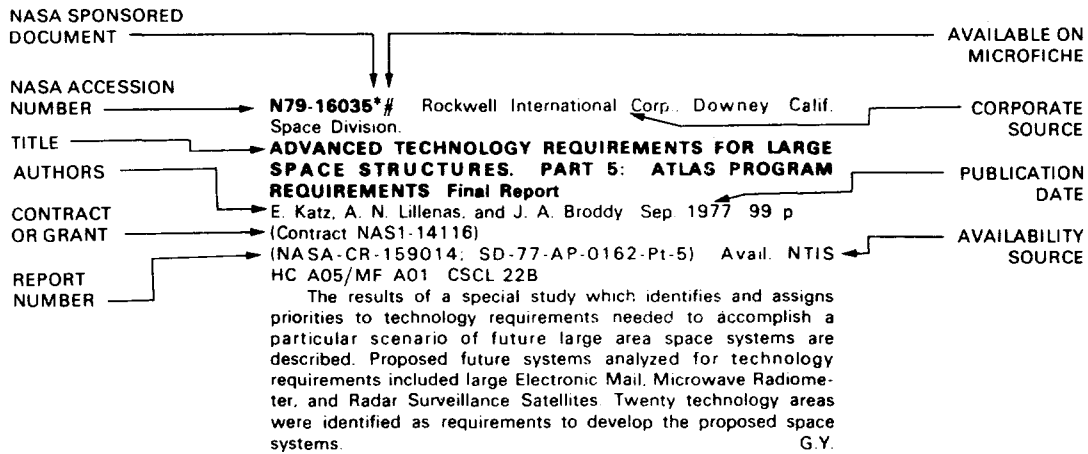 NASA SPONSORED
DOCUMENT
AVAILABLE ON
MICROFICHE
NASA ACCESSION
NUMBER
N79-16035*# Rockwell International Corp., Downey Calif.
Space Division.
CORPORATE
SOURCE
TITLE
ADVANCED TECHNOLOGY REQUIREMENTS FOR LARGE
SPACE STRUCTURES. PART 5: ATLAS PROGRAM
REQUIREMENTS Final Report
AUTHORS
PUBLICATION
DATE
E. Katz, A. N. Lillenas, and J. A. Broddy Sep. 1977 99 p
CONTRACT
OR GRANT
(Contract NAS1-14116)
(NASA-CR-159014; SD-77-AP-0162-Pt-5) Avail. NTIS
HC A05/MF A01 CSCL 22B
AVAILABILITY
SOURCE
REPORT
NUMBER
The results of a special study which identifies and assigns
priorities to technology requirements needed to accomplish a
particular scenario of future large area space systems are
described. Proposed future systems analyzed for technology
requirements included large Electronic Mail, Microwave Radiome-
ter, and Radar Surveillance Satellites. Twenty technology areas
were identified as requirements to develop the proposed space
systems. G.Y.